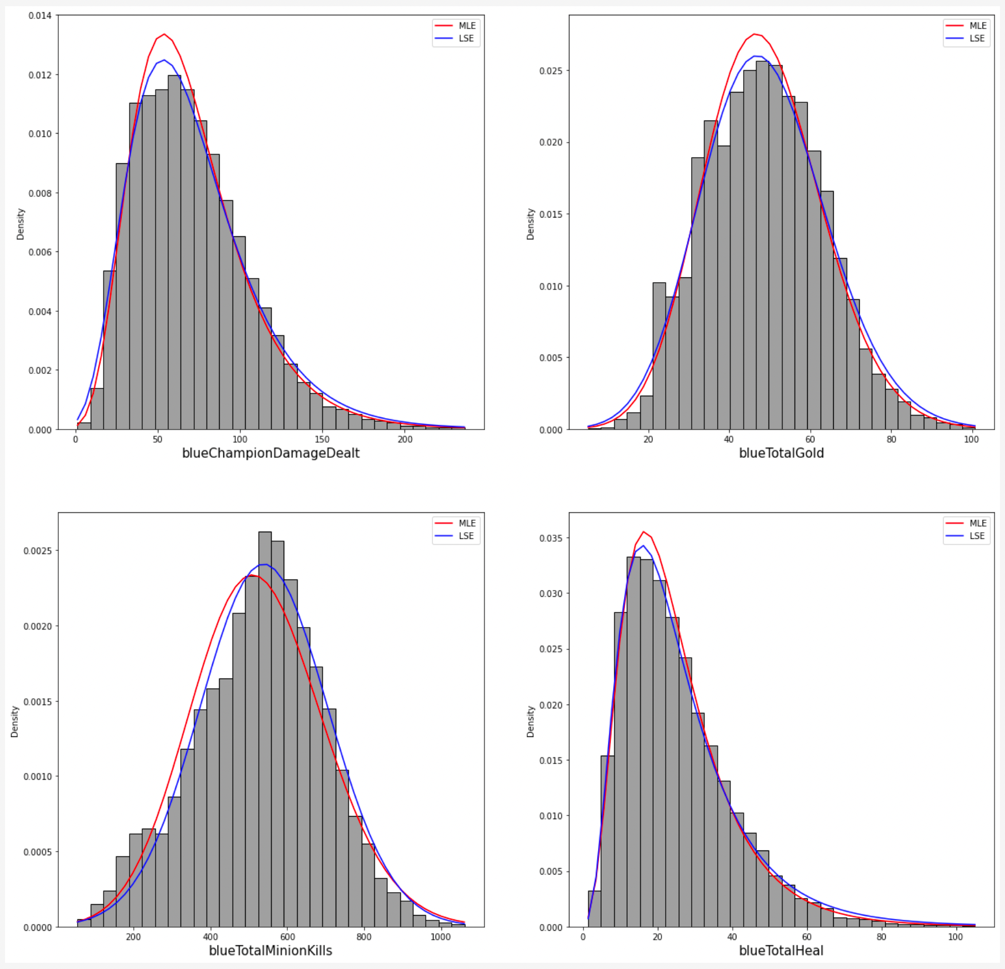 MLE
LSE
Density
0.014
0.012
0.010
0.008
0.006
0.004
0.002
0.000
0 50 100 150 200
blueChampionDamageDealt
MLE
LSE
Density
0.025
0.020
0.015
0.010
0.005
0.000
20 40 60 80 100
blueTotalGold
MLE
LSE
Density
0.0025
0.0020
0.0015
0.0010
0.0005
0.0000
200 400 600 800 1000
blueTotalMinionKills
MLE
LSE
Density
0.035
0.030
0.025
0.020
0.015
0.010
0.005
0.000
0 20 40 60 80 100
blueTotalHeal